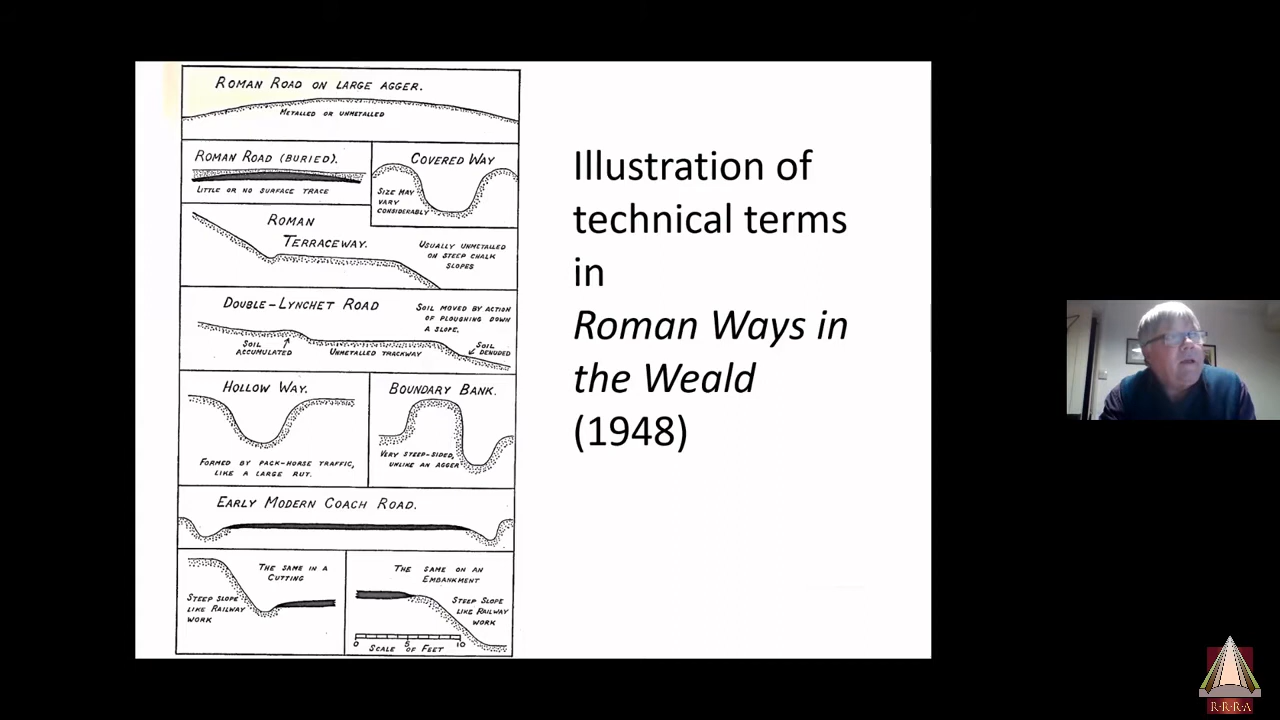 ROMAN ROAD ON LARGE AGGER.
METALLED OR UNMETALLED
ROMAN ROAD (BURIED).
LITTLE OR NO SURFACE TRACE
COVERED WAY
SIZE MAY
VARY
CONSIDERABLY
ROMAN
TERRACEWAY.
USUALLY UNMETALLED
ON STEEP CHALK
SLOPES
DOUBLE-LYNCHET ROAD
SOIL MOVED BY ACTION
OF PLOUGHING DOWN
A SLOPE.
SOIL
ACCUMULATED
UNMETALLED TRACKWAY
SOIL
DENUDED
HOLLOW WAY.
FORMED BY PACK-HORSE TRAFFIC,
LIKE A LARGE RUT.
BOUNDARY BANK.
VERY STEEP-SIDED,
UNLIKE AN AGGER
EARLY MODERN COACH ROAD.
THE SAME IN A
CUTTING
STEEP SLOPE
LIKE RAILWAY
WORK
THE SAME ON AN
EMBANKMENT
STEEP SLOPE
LIKE RAILWAY
WORK
0 5 10
SCALE OF FEET
Illustration of
technical terms
in
Roman Ways in
the Weald
(1948)
R·R·R·A